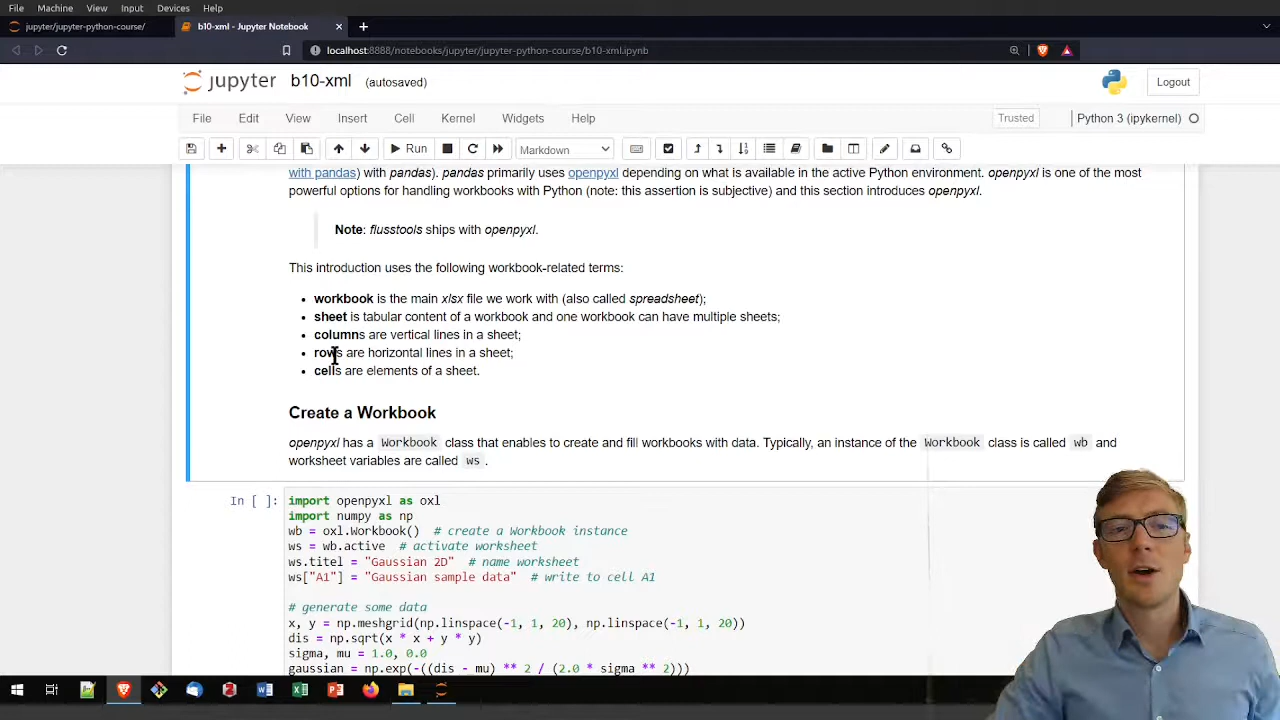 File Machine View Input Devices Help
jupyter/jupyter-python-course/ b10-xml - Jupyter Notebook
localhost:8888/notebooks/jupyter/jupyter-python-course/b10-xml.ipynb
jupyter b10-xml (autosaved) Logout
File Edit View Insert Cell Kernel Widgets Help Trusted Python 3 (ipykernel)
Run Markdown
with pandas) with pandas). pandas primarily uses openpyxl depending on what is available in the active Python environment. openpyxl is one of the most
powerful options for handling workbooks with Python (note: this assertion is subjective) and this section introduces openpyxl.
Note: flusstools ships with openpyxl.
This introduction uses the following workbook-related terms:
• workbook is the main xlsx file we work with (also called spreadsheet);
• sheet is tabular content of a workbook and one workbook can have multiple sheets;
• columns are vertical lines in a sheet;
• rows are horizontal lines in a sheet;
• cells are elements of a sheet.
Create a Workbook
openpyxl has a Workbook class that enables to create and fill workbooks with data. Typically, an instance of the Workbook class is called wb and
worksheet variables are called ws .
In [ ]: import openpyxl as oxl
import numpy as np
wb = oxl.Workbook() # create a Workbook instance
ws = wb.active # activate worksheet
ws.titel = "Gaussian 2D" # name worksheet
ws["A1"] = "Gaussian sample data" # write to cell A1
# generate some data
x, y = np.meshgrid(np.linspace(-1, 1, 20), np.linspace(-1, 1, 20))
dis = np.sqrt(x * x + y * y)
sigma, mu = 1.0, 0.0
gaussian = np.exp(-((dis - mu) ** 2 / (2.0 * sigma ** 2)))